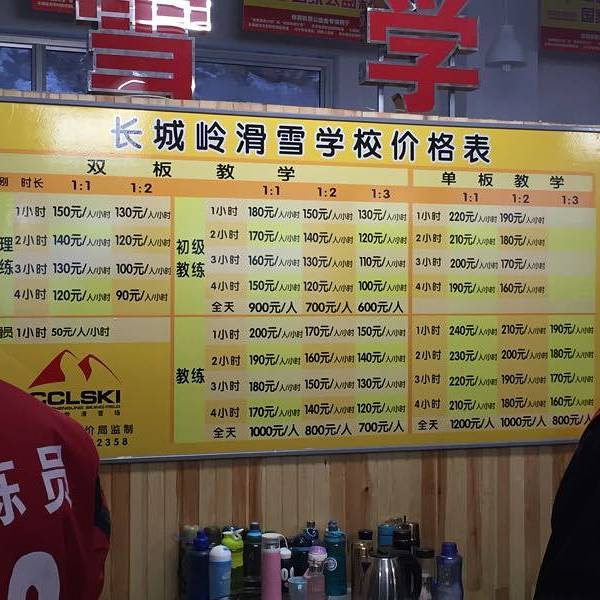 雪 学
长城岭滑雪学校价格表
双 板 教 学
单 板 教 学
别 时长 1:1 1:2 1:1 1:2 1:3 1:1 1:2 1:3
理 练
1小时 150元/人/小时 130元/人/小时
2小时 140元/人/小时 120元/人/小时
3小时 130元/人/小时 100元/人/小时
4小时 120元/人/小时 90元/人/小时
员 1小时 50元/人/小时
初级教练
1小时 180元/人/小时 150元/人/小时 130元/人/小时
2小时 170元/人/小时 140元/人/小时 120元/人/小时
3小时 160元/人/小时 130元/人/小时 110元/人/小时
4小时 150元/人/小时 120元/人/小时 100元/人/小时
全天 900元/人 700元/人 600元/人
1小时 220元/人/小时 190元/人/小时
2小时 210元/人/小时 180元/人/小时
3小时 200元/人/小时 170元/人/小时
4小时 190元/人/小时 160元/人/小时
教练
1小时 200元/人/小时 170元/人/小时 150元/人/小时
2小时 190元/人/小时 160元/人/小时 140元/人/小时
3小时 180元/人/小时 150元/人/小时 130元/人/小时
4小时 170元/人/小时 140元/人/小时 120元/人/小时
全天 1000元/人 800元/人 700元/人
1小时 240元/人/小时 210元/人/小时 190元/人/小时
2小时 230元/人/小时 200元/人/小时 180元/人/小时
3小时 220元/人/小时 190元/人/小时 170元/人/小时
4小时 210元/人/小时 180元/人/小时 160元/人/小时
全天 1200元/人 1000元/人 800元/人
CCLSKI
滑 雪 场
价局监制
2358
练员